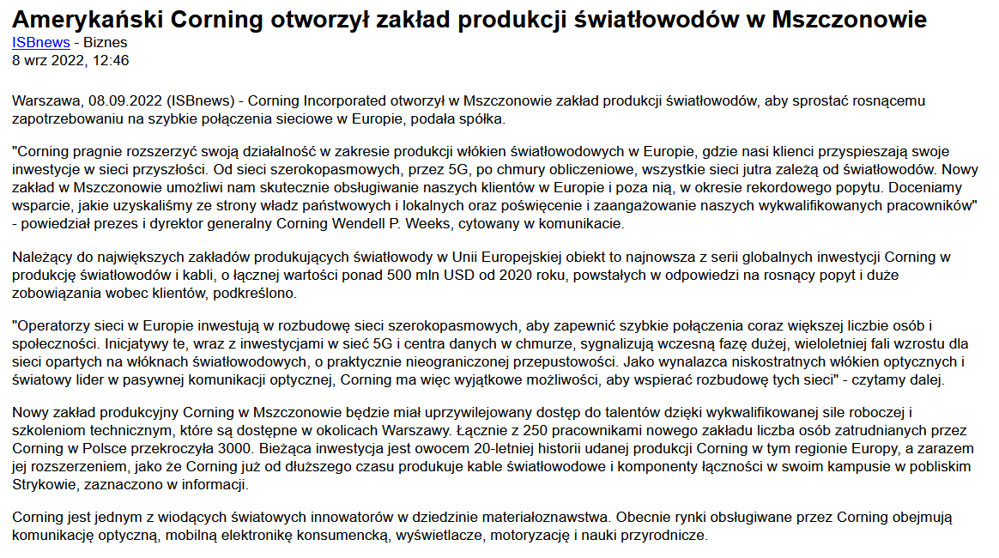 Amerykański Corning otworzył zakład produkcji światłowodów w Mszczonowie
ISBnews - Biznes
8 wrz 2022, 12:46
Warszawa, 08.09.2022 (ISBnews) - Corning Incorporated otworzył w Mszczonowie zakład produkcji światłowodów, aby sprostać rosnącemu
zapotrzebowaniu na szybkie połączenia sieciowe w Europie, podała spółka.
"Corning pragnie rozszerzyć swoją działalność w zakresie produkcji włókien światłowodowych w Europie, gdzie nasi klienci przyspieszają swoje
inwestycje w sieci przyszłości. Od sieci szerokopasmowych, przez 5G, po chmury obliczeniowe, wszystkie sieci jutra zależą od światłowodów. Nowy
zakład w Mszczonowie umożliwi nam skutecznie obsługiwanie naszych klientów w Europie i poza nią, w okresie rekordowego popytu. Doceniamy
wsparcie, jakie uzyskaliśmy ze strony władz państwowych i lokalnych oraz poświęcenie i zaangażowanie naszych wykwalifikowanych pracowników"
- powiedział prezes i dyrektor generalny Corning Wendell P. Weeks, cytowany w komunikacie.
Należący do największych zakładów produkujących światłowody w Unii Europejskiej obiekt to najnowsza z serii globalnych inwestycji Corning w
produkcję światłowodów i kabli, o łącznej wartości ponad 500 mln USD od 2020 roku, powstałych w odpowiedzi na rosnący popyt i duże
zobowiązania wobec klientów, podkreślono.
"Operatorzy sieci w Europie inwestują w rozbudowę sieci szerokopasmowych, aby zapewnić szybkie połączenia coraz większej liczbie osób i
społeczności. Inicjatywy te, wraz z inwestycjami w sieć 5G i centra danych w chmurze, sygnalizują wczesną fazę dużej, wieloletniej fali wzrostu dla
sieci opartych na włóknach światłowodowych, o praktycznie nieograniczonej przepustowości. Jako wynalazca niskostratnych włókien optycznych i
światowy lider w pasywnej komunikacji optycznej, Corning ma więc wyjątkowe możliwości, aby wspierać rozbudowę tych sieci" - czytamy dalej.
Nowy zakład produkcyjny Corning w Mszczonowie będzie miał uprzywilejowany dostęp do talentów dzięki wykwalifikowanej sile roboczej i
szkoleniom technicznym, które są dostępne w okolicach Warszawy. Łącznie z 250 pracownikami nowego zakładu liczba osób zatrudnianych przez
Corning w Polsce przekroczyła 3000. Bieżąca inwestycja jest owocem 20-letniej historii udanej produkcji Corning w tym regionie Europy, a zarazem
jej rozszerzeniem, jako że Corning już od dłuższego czasu produkuje kable światłowodowe i komponenty łączności w swoim kampusie w pobliskim
Strykowie, zaznaczono w informacji.
Corning jest jednym z wiodących światowych innowatorów w dziedzinie materiałoznawstwa. Obecnie rynki obsługiwane przez Corning obejmują
komunikację optyczną, mobilną elektronikę konsumencką, wyświetlacze, motoryzację i nauki przyrodnicze.